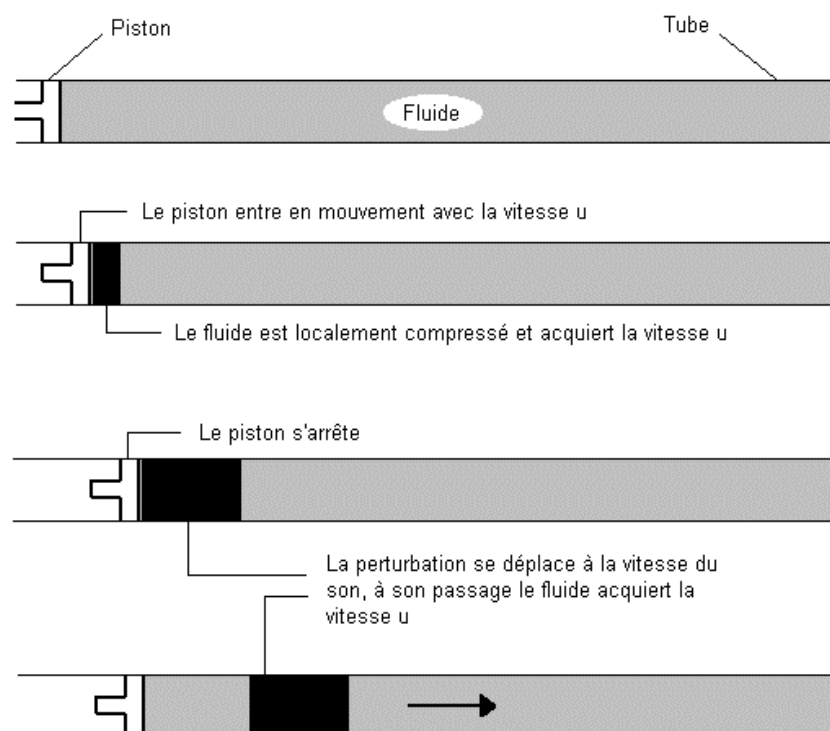 Piston
Tube
Fluide
Le piston entre en mouvement avec la vitesse u
Le fluide est localement compressé et acquiert la vitesse u
Le piston s'arrête
La perturbation se déplace à la vitesse du
son, à son passage le fluide acquiert la
vitesse u